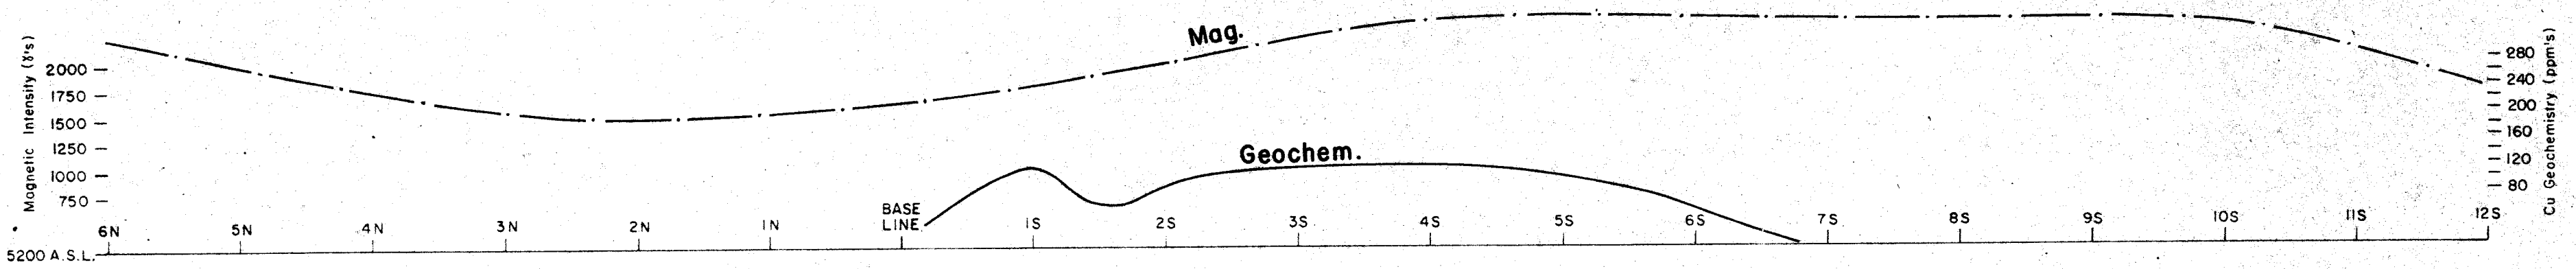 Mag.
Geochem.
Magnetic Intensity (γ's)
2000
1750
1500
1250
1000
750
280
240
200
160
120
80
Cu Geochemistry (ppm's)
6N
5N
4N
3N
2N
1N
BASE
LINE
1S
2S
3S
4S
5S
6S
7S
8S
9S
10S
11S
12S
5200 A.S.L.